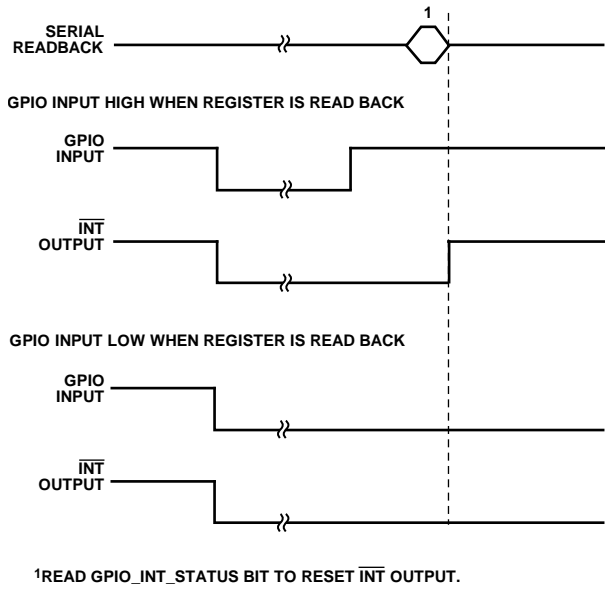 1
SERIAL
READBACK
GPIO INPUT HIGH WHEN REGISTER IS READ BACK
GPIO
INPUT
INT
OUTPUT
GPIO INPUT LOW WHEN REGISTER IS READ BACK
GPIO
INPUT
INT
OUTPUT
1READ GPIO_INT_STATUS BIT TO RESET INT OUTPUT.